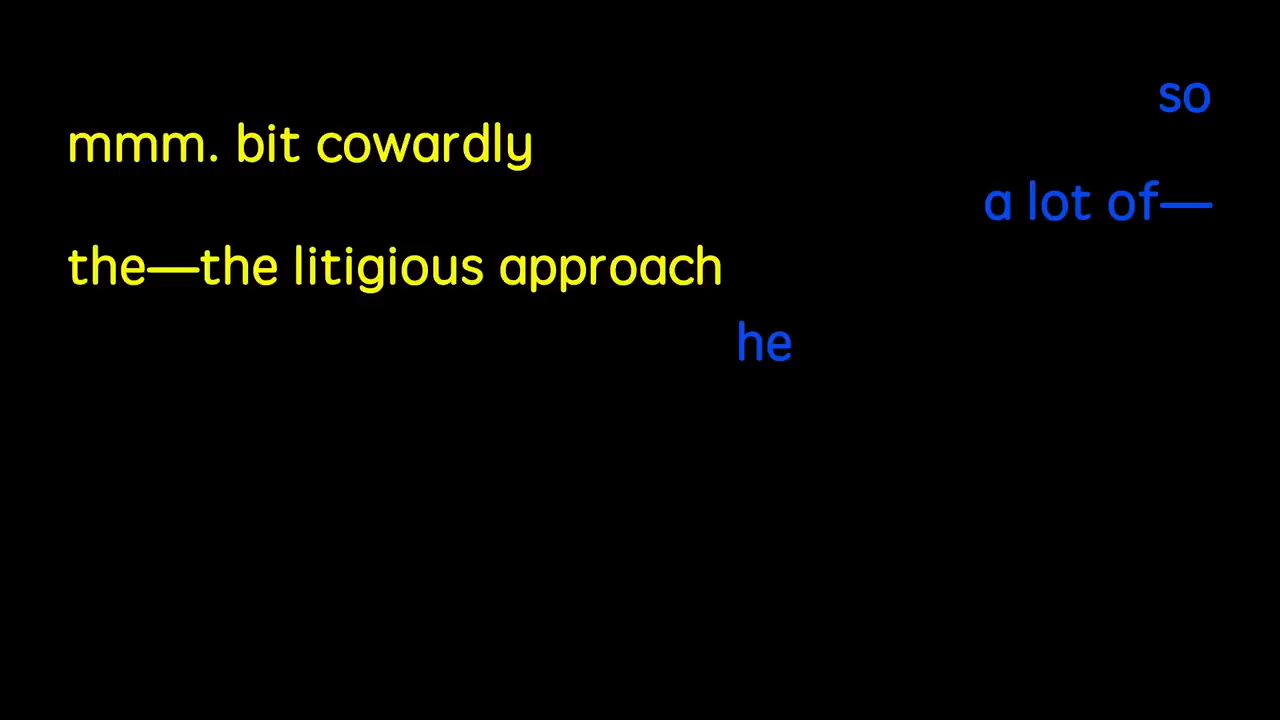 so
mmm. bit cowardly
a lot of—
the—the litigious approach
he